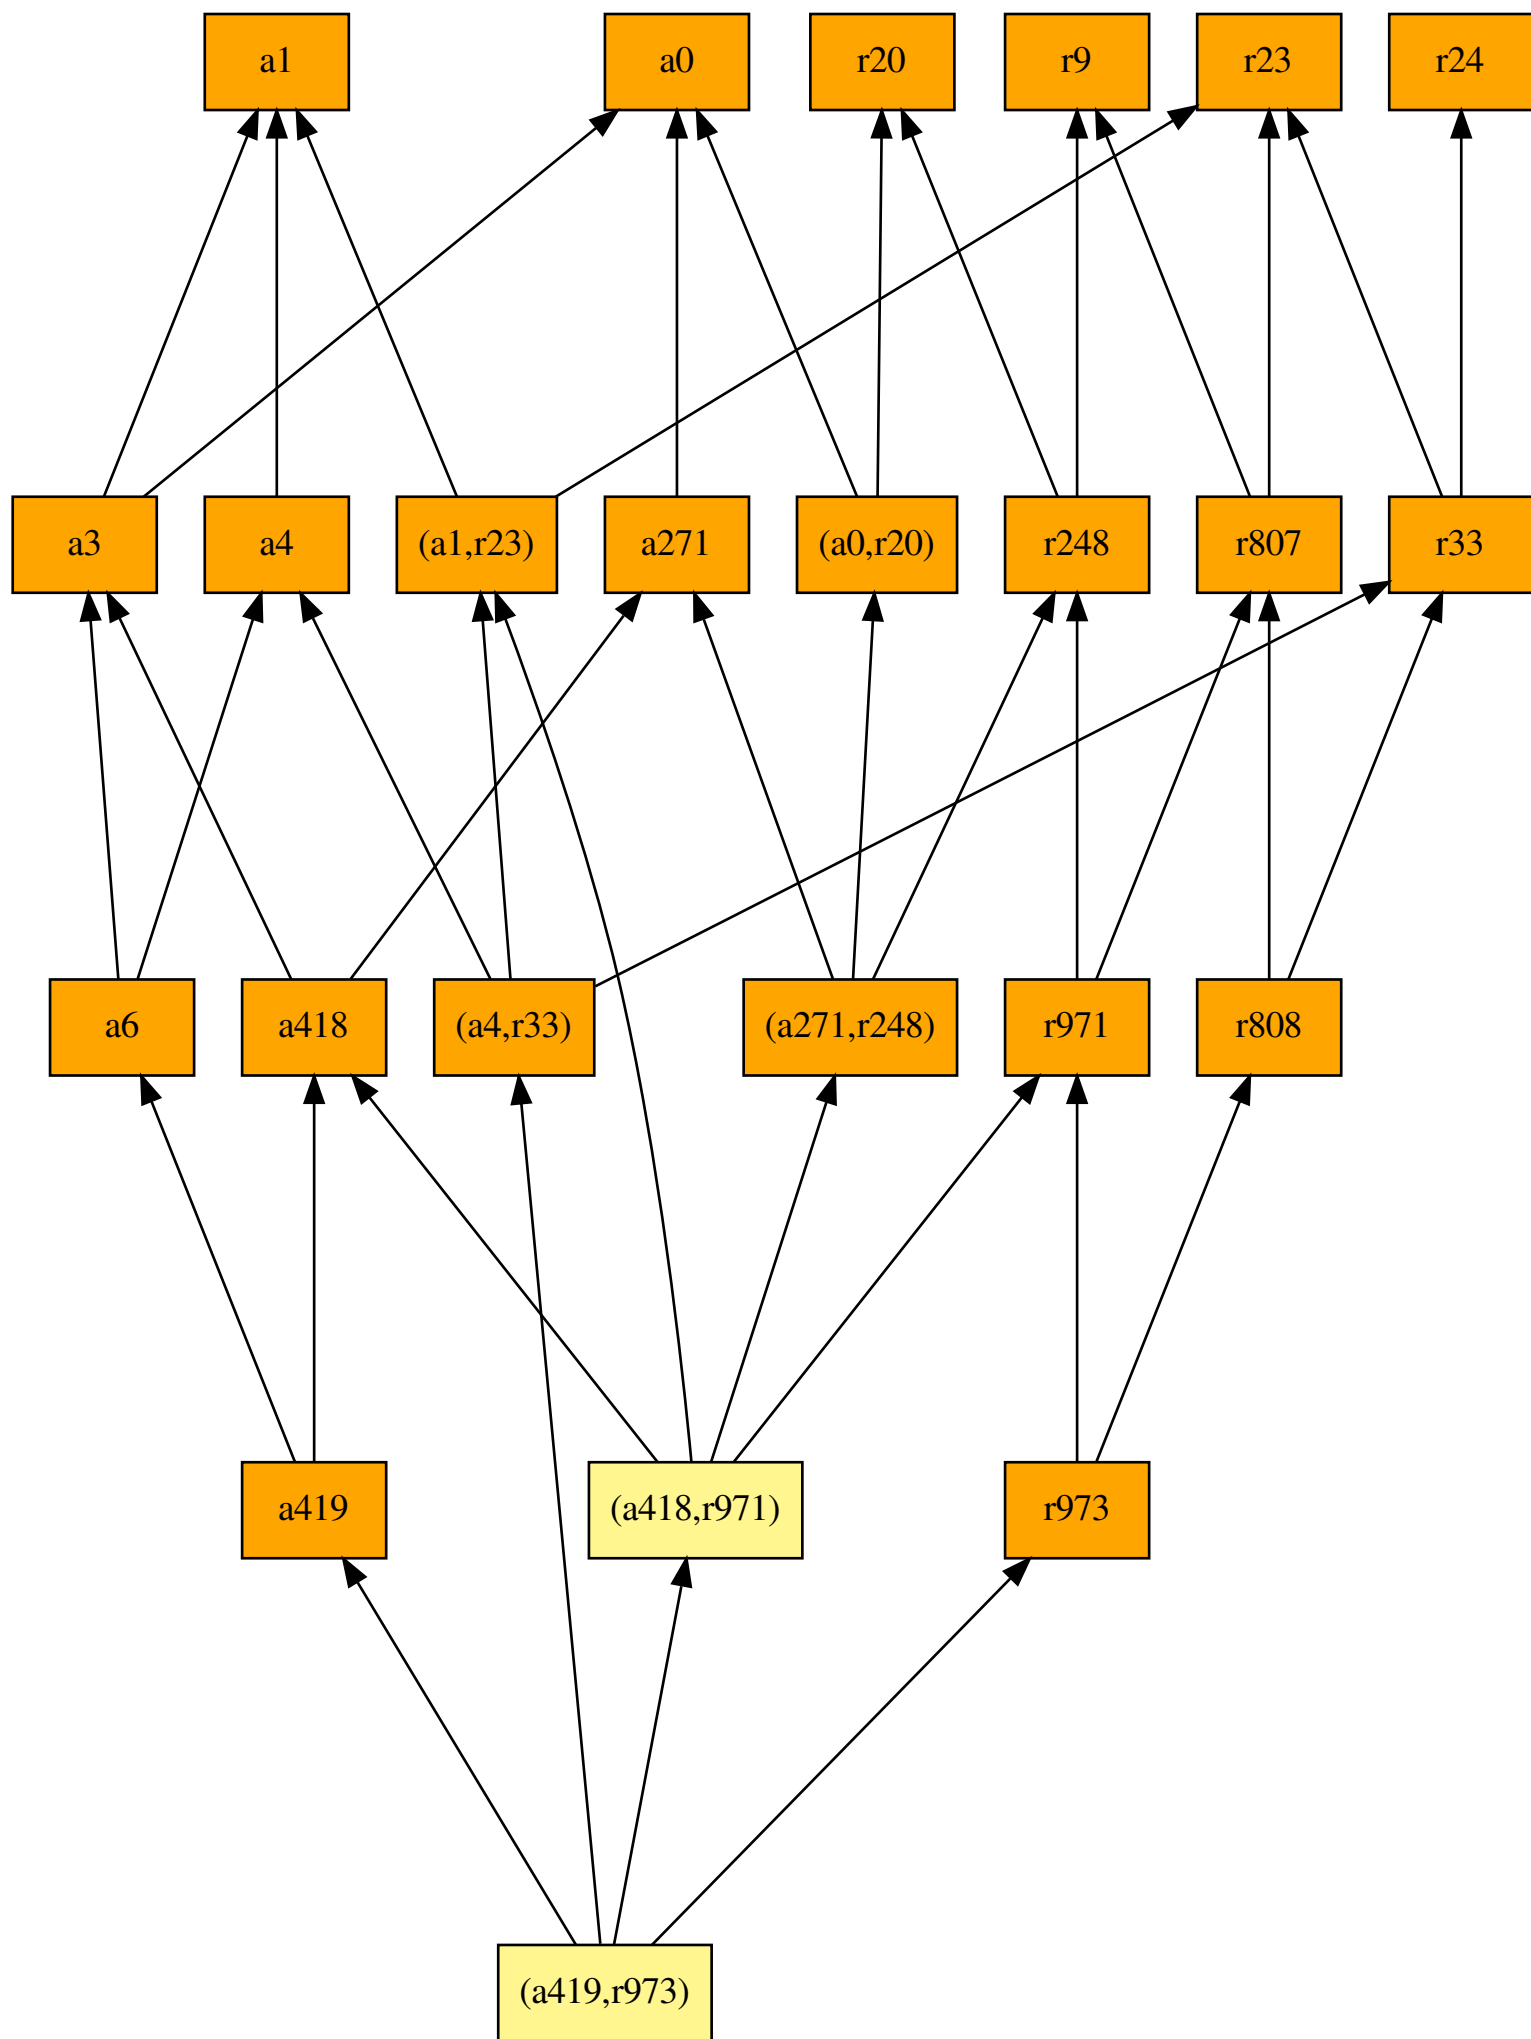 a1 a0 r20 r9 r23 r24
a3 a4 (a1,r23) a271 (a0,r20) r248 r807 r33
a6 a418 (a4,r33) (a271,r248) r971 r808
a419 (a418,r971) r973
(a419,r973)